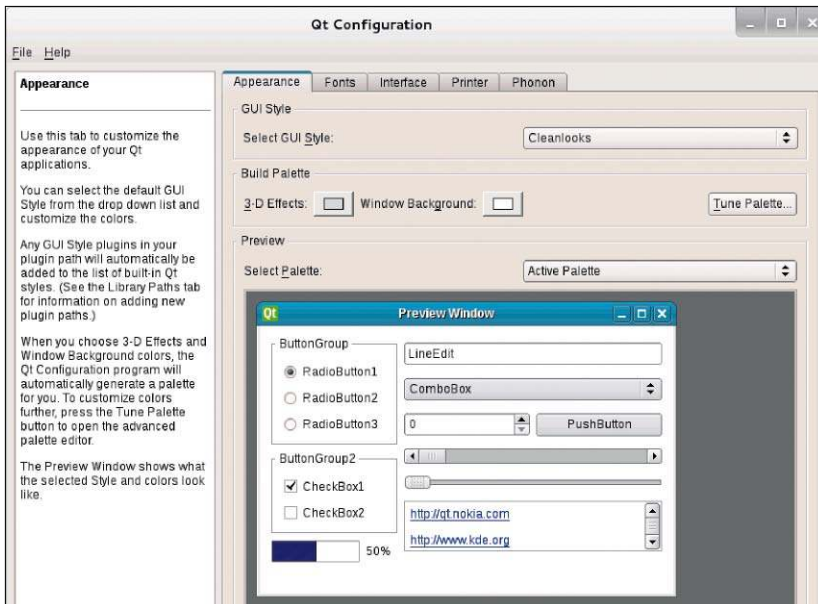 Qt Configuration
File Help
Appearance
Use this tab to customize the
appearance of your Qt
applications.
You can select the default GUI
Style from the drop down list and
customize the colors.
Any GUI Style plugins in your
plugin path will automatically be
added to the list of built-in Qt
styles. (See the Library Paths tab
for information on adding new
plugin paths.)
When you choose 3-D Effects and
Window Background colors, the
Qt Configuration program will
automatically generate a palette
for you. To customize colors
further, press the Tune Palette
button to open the advanced
palette editor.
The Preview Window shows what
the selected Style and colors look
like.
Appearance Fonts Interface Printer Phonon
GUI Style
Select GUI Style: Cleanlooks
Build Palette
3-D Effects: Window Background: Tune Palette...
Preview
Select Palette: Active Palette
Qt Preview Window
ButtonGroup
RadioButton1
RadioButton2
RadioButton3
ButtonGroup2
CheckBox1
CheckBox2
50%
LineEdit
ComboBox
0 PushButton
http://qt.nokia.com
http://www.kde.org